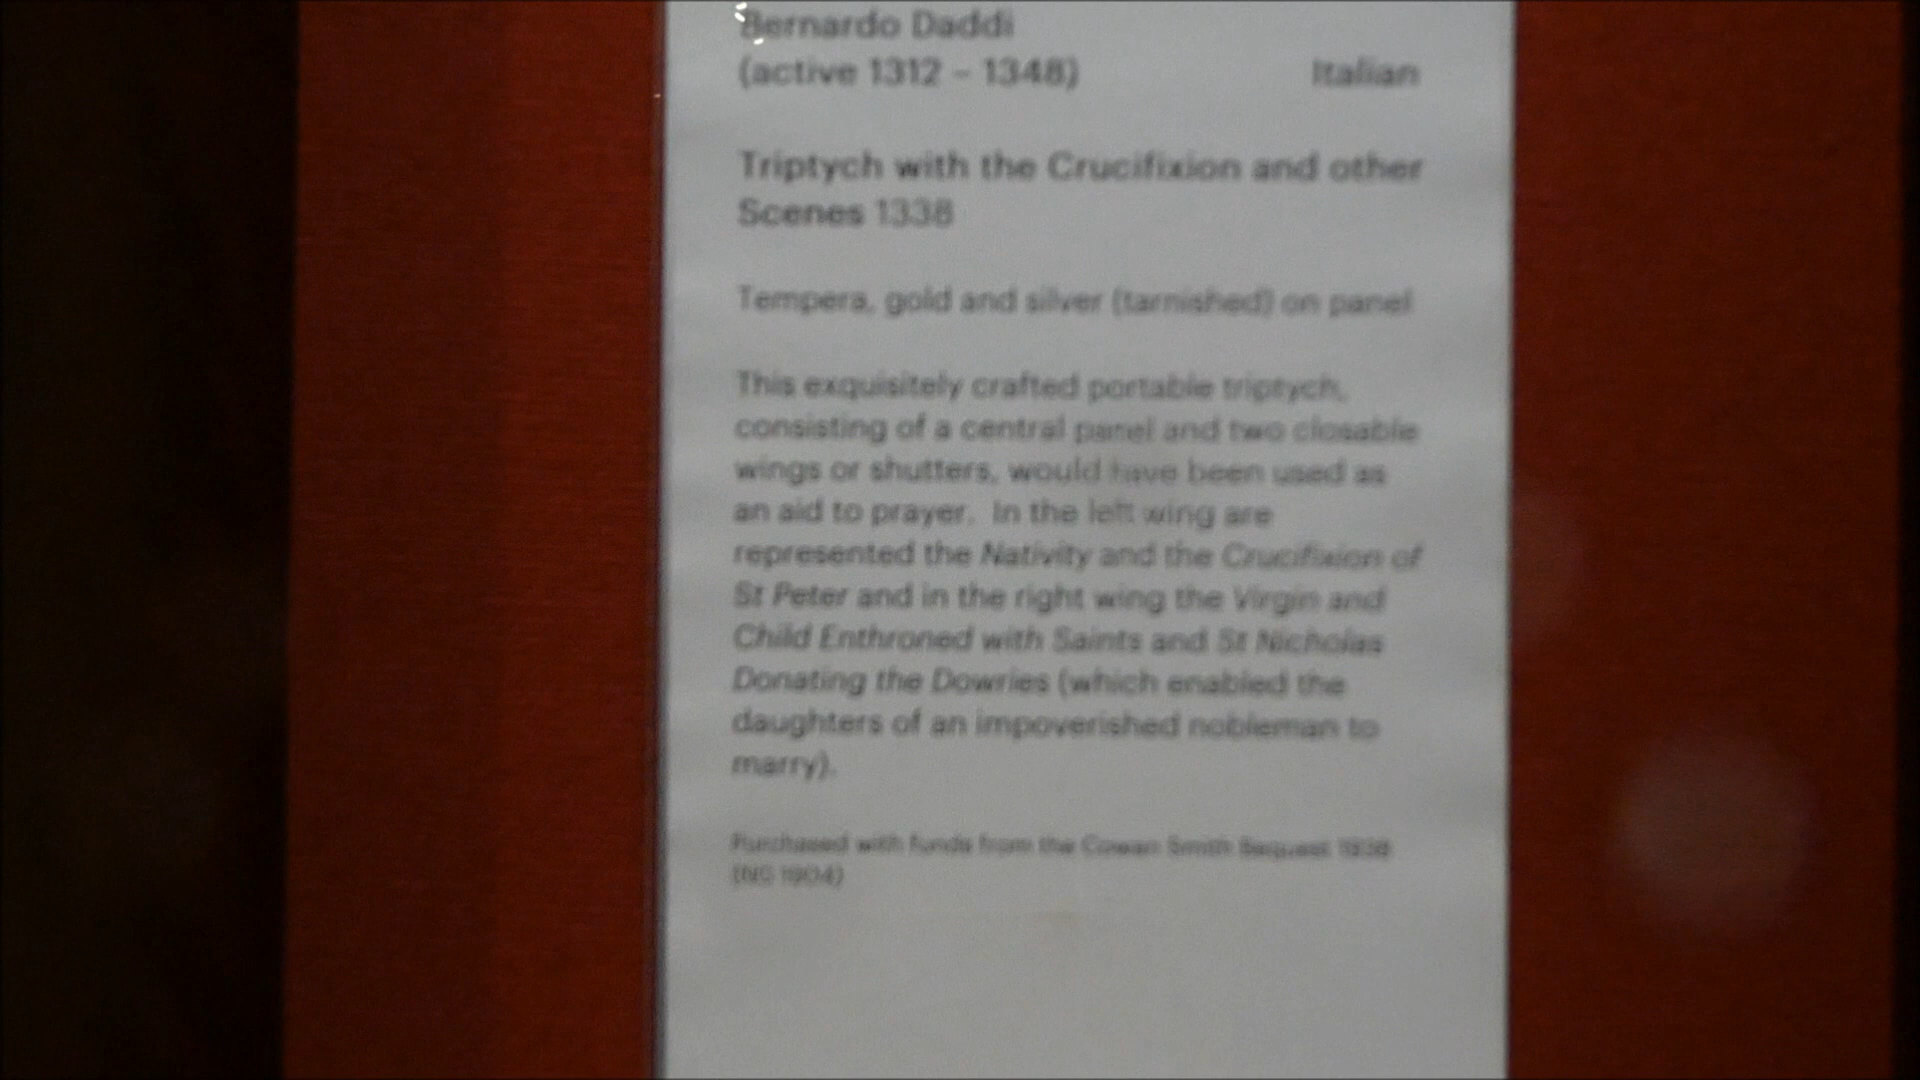 Bernardo Daddi
(active 1312 – 1348) Italian
Triptych with the Crucifixion and other
Scenes 1338
Tempera, gold and silver (tarnished) on panel
This exquisitely crafted portable triptych,
consisting of a central panel and two closable
wings or shutters, would have been used as
an aid to prayer. In the left wing are
represented the Nativity and the Crucifixion of
St Peter and in the right wing the Virgin and
Child Enthroned with Saints and St Nicholas
Donating the Dowries (which enabled the
daughters of an impoverished nobleman to
marry).
Purchased with funds from the Cowan Smith Bequest 1938
(NG 1904)